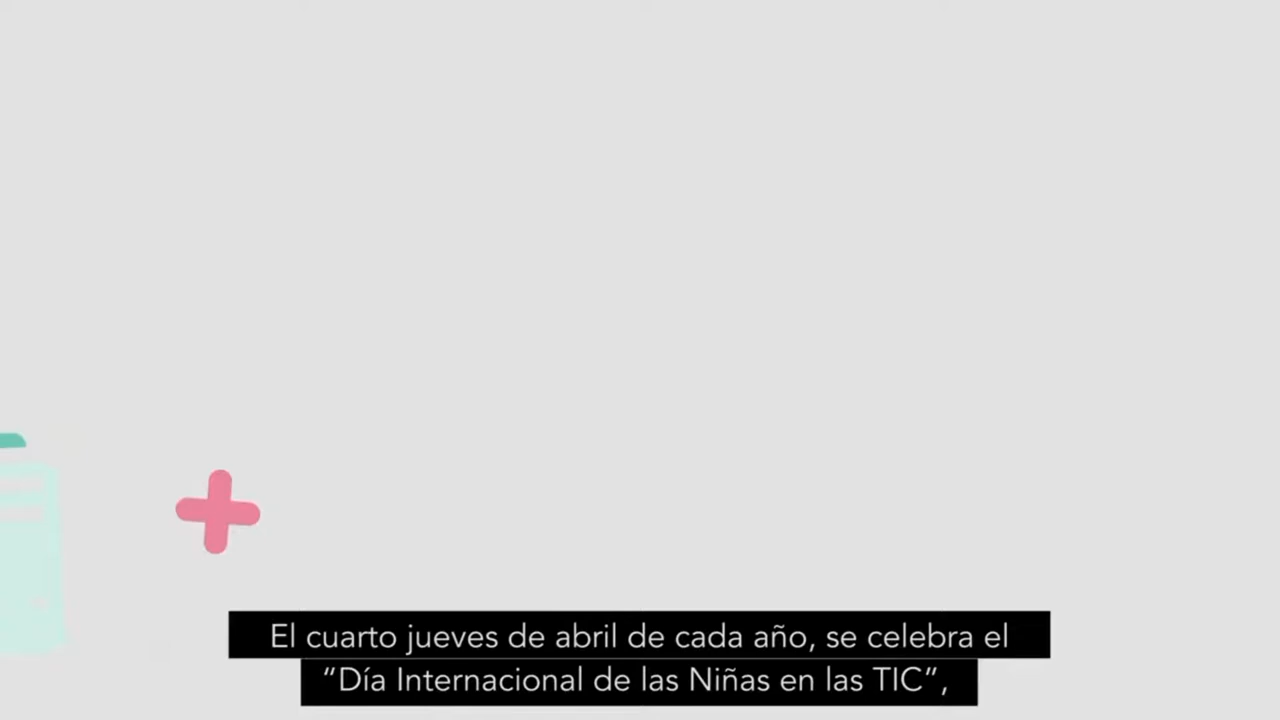 El cuarto jueves de abril de cada año, se celebra el
“Día Internacional de las Niñas en las TIC”,